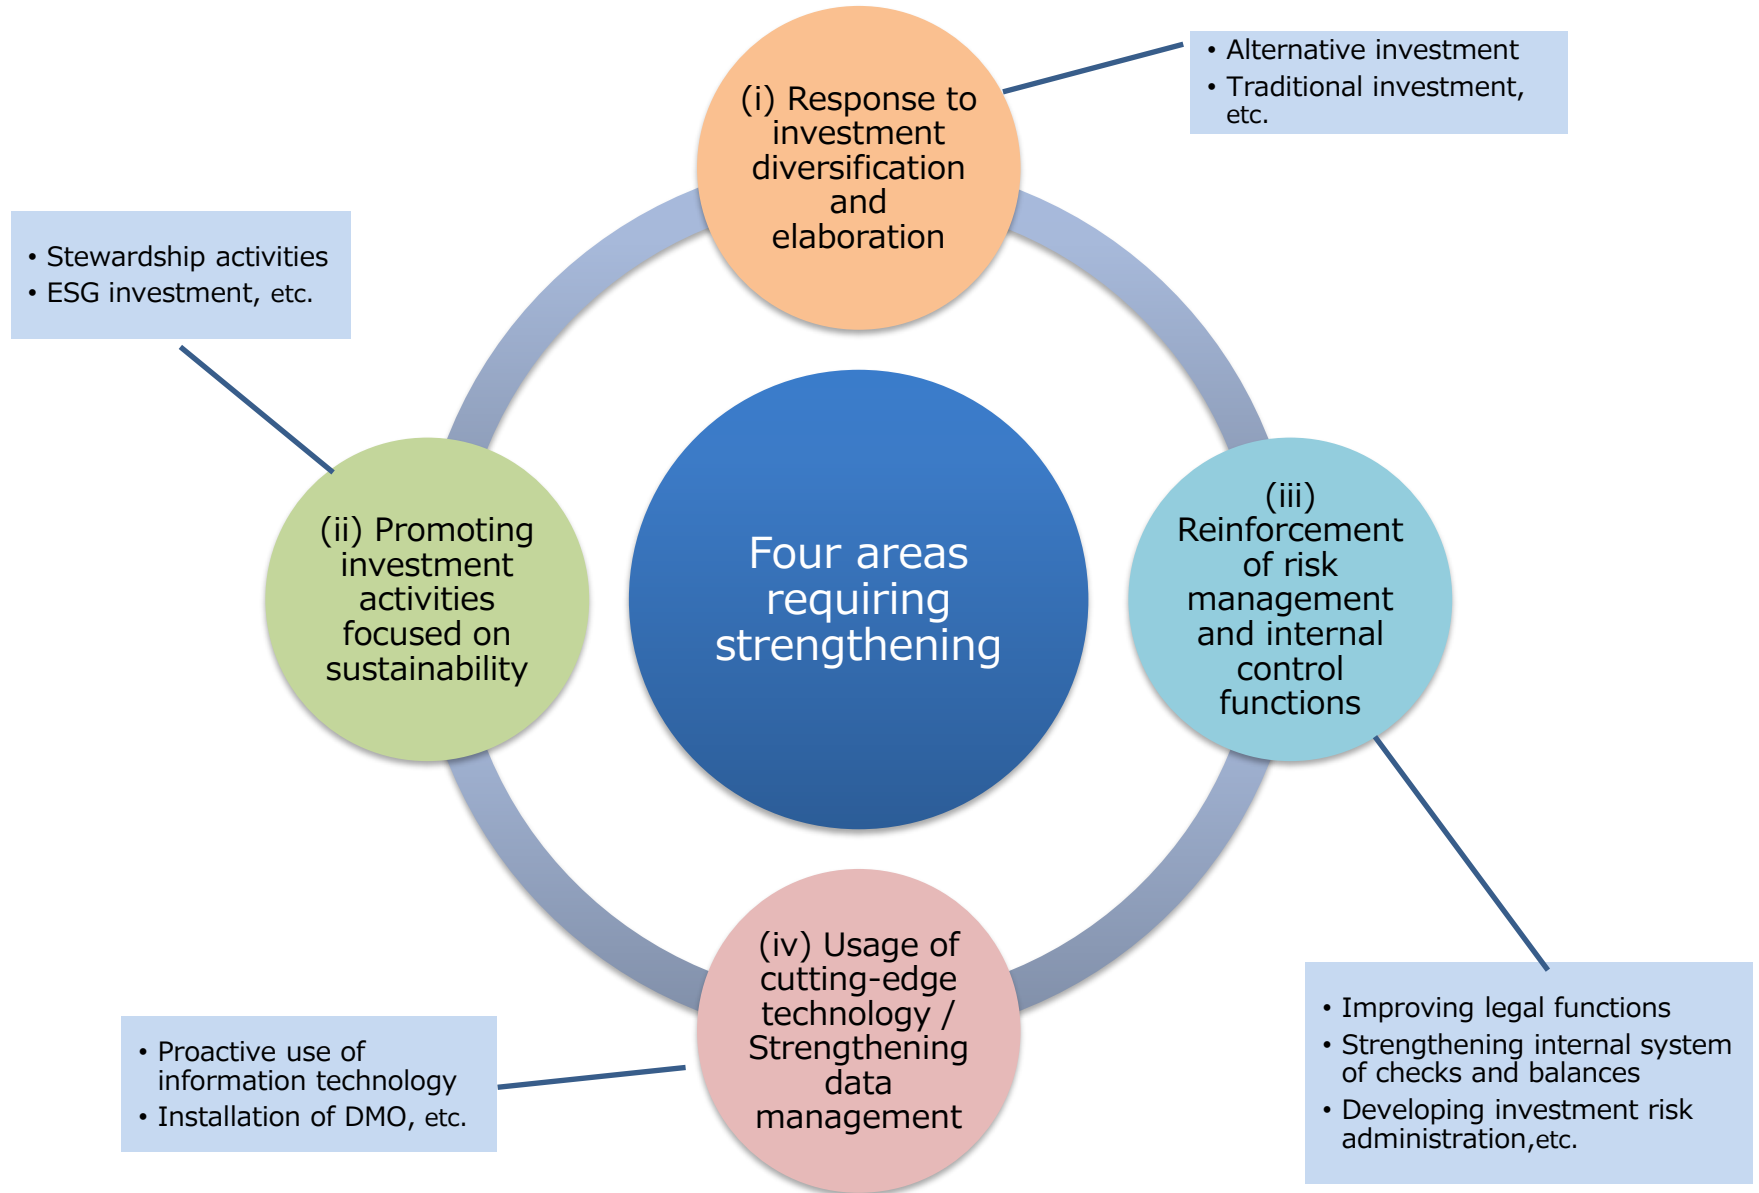 (i) Response to
investment
diversification
and
elaboration
• Alternative investment
• Traditional investment,
etc.
• Stewardship activities
• ESG investment, etc.
(ii) Promoting
investment
activities
focused on
sustainability
Four areas
requiring
strengthening
(iii)
Reinforcement
of risk
management
and internal
control
functions
(iv) Usage of
cutting-edge
technology /
Strengthening
data
management
• Proactive use of
information technology
• Installation of DMO, etc.
• Improving legal functions
• Strengthening internal system
of checks and balances
• Developing investment risk
administration,etc.